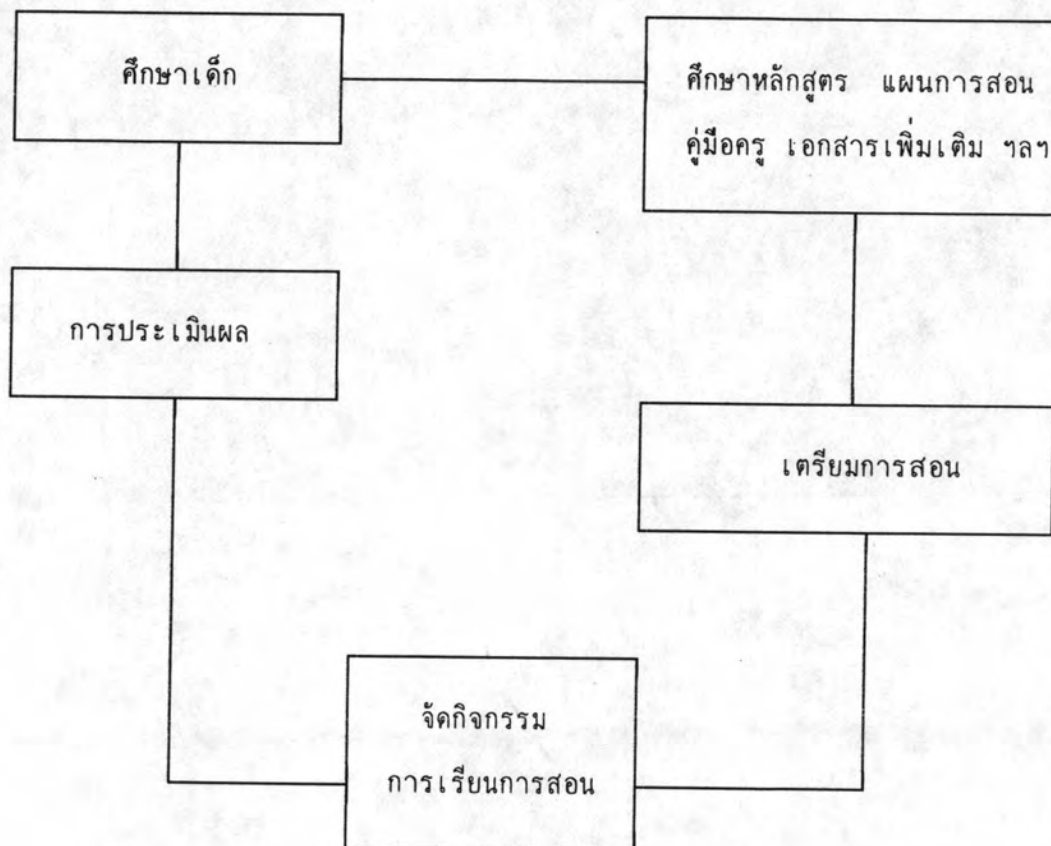 ศึกษาเด็ก
ศึกษาหลักสูตร แผนการสอน
คู่มือครู เอกสารเพิ่มเติม ฯลฯ
การประเมินผล
เตรียมการสอน
จัดกิจกรรม
การเรียนการสอน